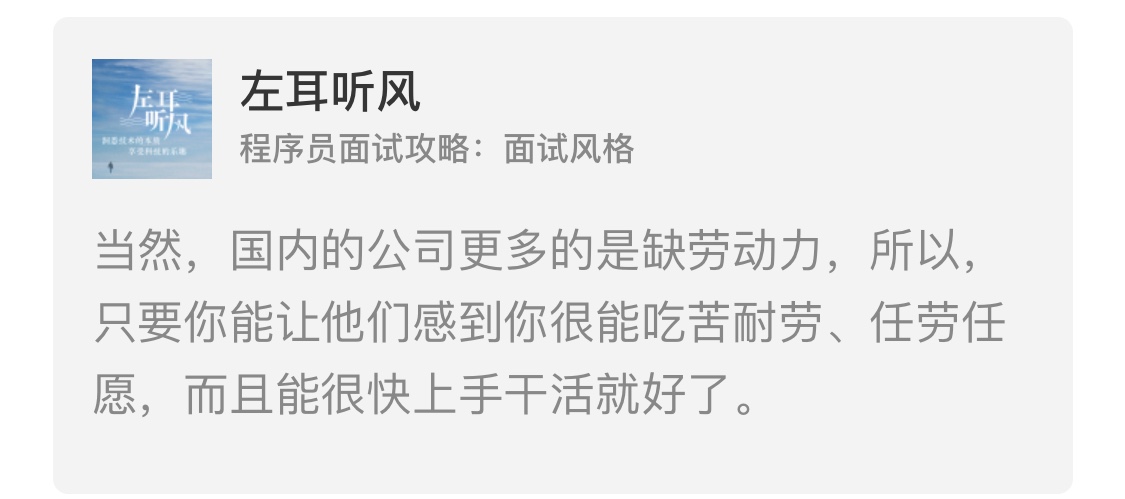 左耳
听风
洞悉技术的本质
享受科技的乐趣
左耳听风
程序员面试攻略：面试风格
当然，国内的公司更多的是缺劳动力，所以，
只要你能让他们感到你很能吃苦耐劳、任劳任
愿，而且能很快上手干活就好了。